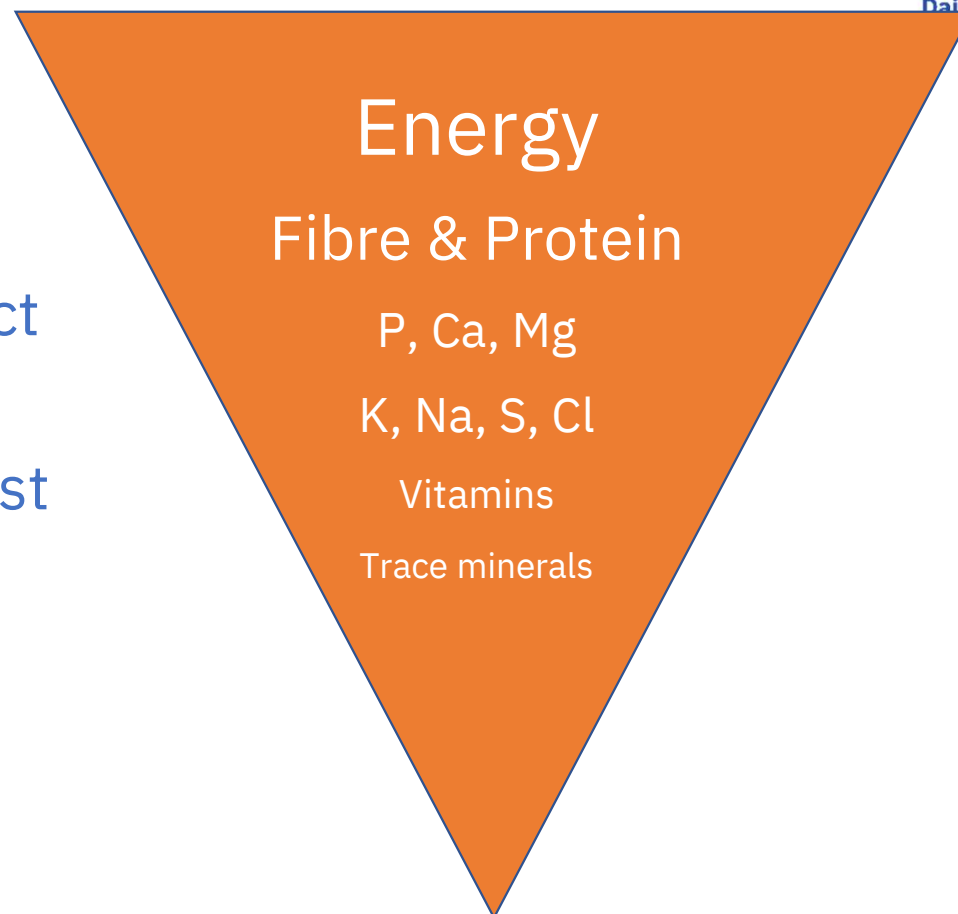 Energy
Fibre & Protein
P, Ca, Mg
K, Na, S, Cl
Vitamins
Trace minerals